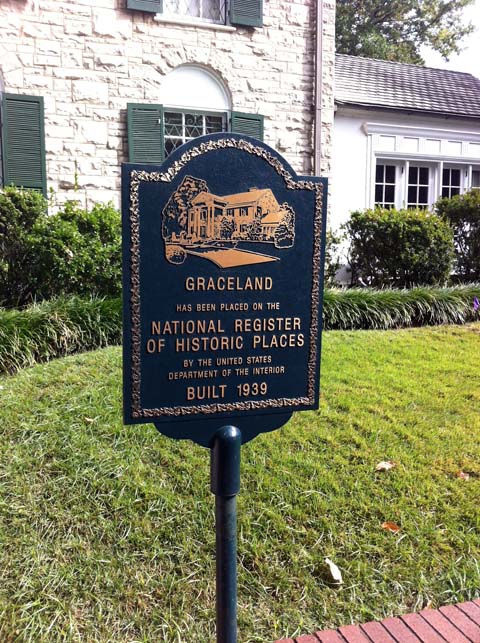 GRACELAND
HAS BEEN PLACED ON THE
NATIONAL REGISTER
OF HISTORIC PLACES
BY THE UNITED STATES
DEPARTMENT OF THE INTERIOR
BUILT 1939